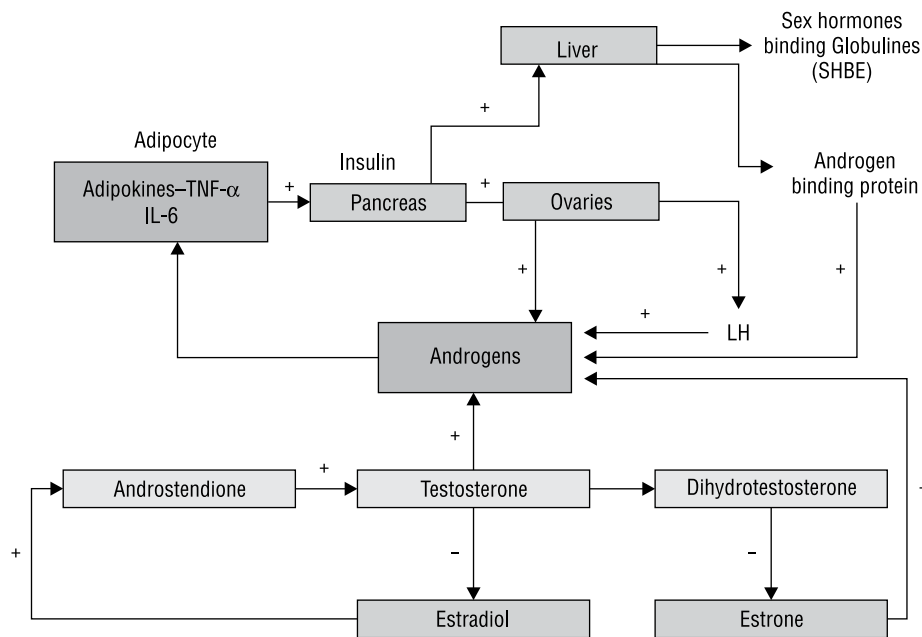 Sex hormones
binding Globulines
(SHBE)
Liver
+
Adipocyte
Insulin
Androgen
binding protein
Adipokines–TNF-α
IL-6
+
Pancreas
+
Ovaries
+
+
+
+
LH
Androgens
+
Androstendione
+
Testosterone
Dihydrotestosterone
+
+
–
–
Estradiol
Estrone